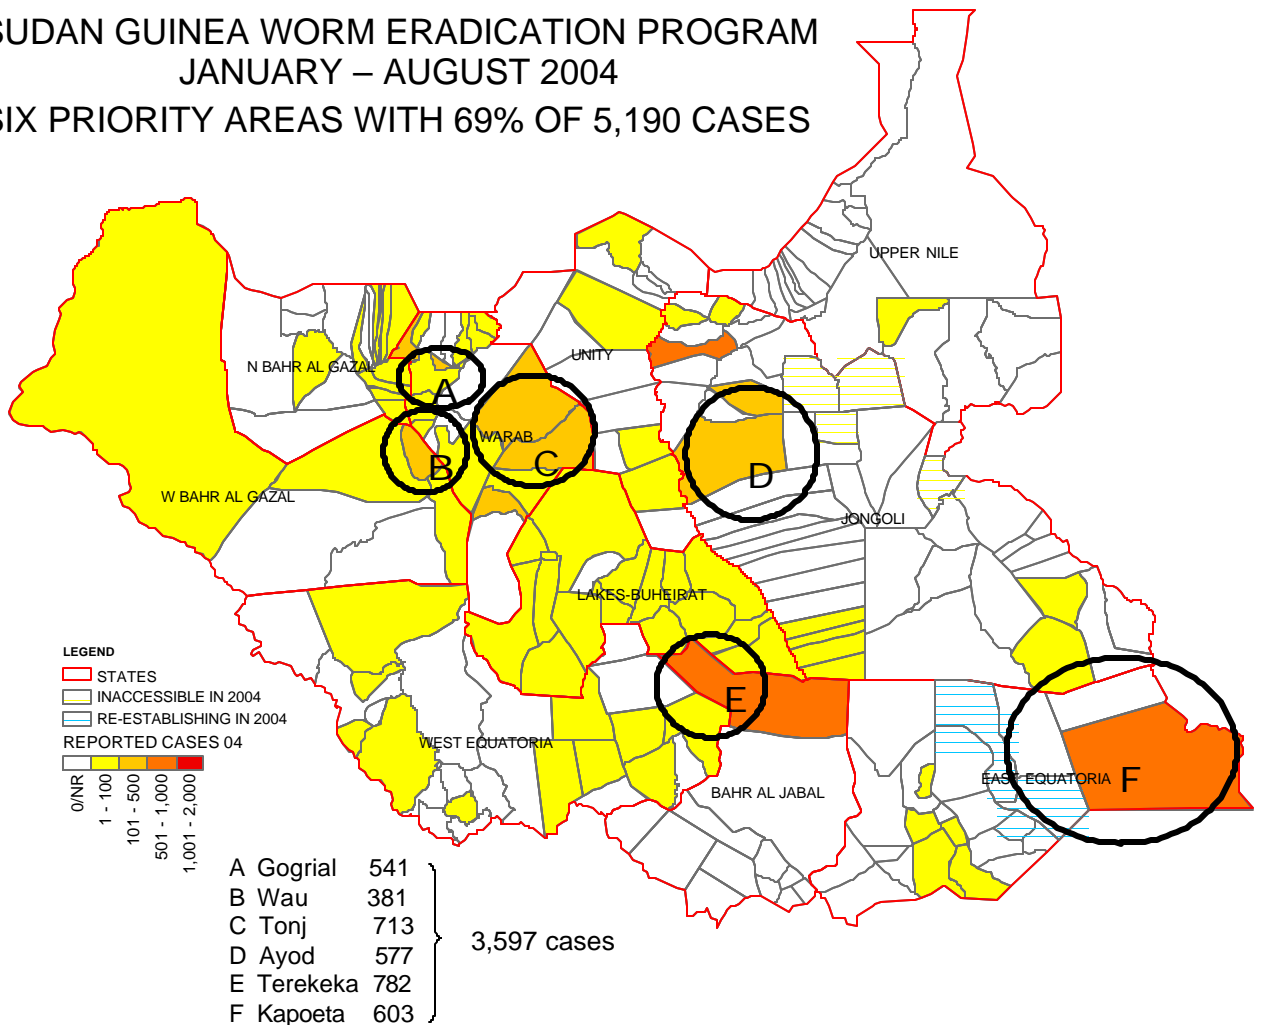 SUDAN GUINEA WORM ERADICATION PROGRAM
JANUARY – AUGUST 2004
SIX PRIORITY AREAS WITH 69% OF 5,190 CASES
UPPER NILE
UNITY
N BAHR AL GAZAL
A
WARAB
B
C
D
W BAHR AL GAZAL
JONGOLI
LAKES-BUHEIRAT
E
WEST EQUATORIA
BAHR AL JABAL
EAST EQUATORIA
F
LEGEND
STATES
INACCESSIBLE IN 2004
RE-ESTABLISHING IN 2004
REPORTED CASES 04
0/NR
1 - 100
101 - 500
501 - 1,000
1,001 - 2,000
A Gogrial 541
B Wau 381
C Tonj 713
D Ayod 577
E Terekeka 782
F Kapoeta 603
3,597 cases